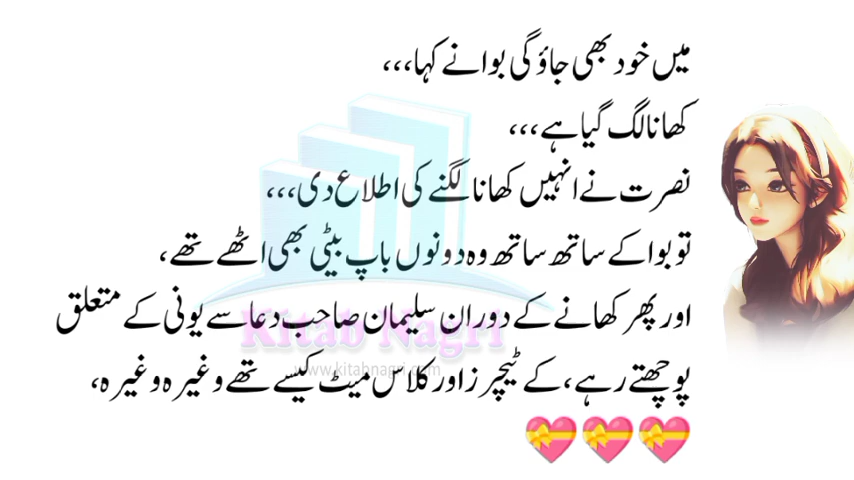 میں خود بھی جاؤ گی بوا نے کہا،،،
کھانا لگ گیا ہے،،،
نصرت نے انہیں کھانا لگنے کی اطلاع دی،،،
تو بوا کے ساتھ ساتھ وہ دونوں باپ بیٹی بھی اٹھے تھے،
اور پھر کھانے کے دوران سلیمان صاحب دعا سے یونی کے متعلق
پوچھتے رہے، کے ٹیچرز اور کلاس میٹ کیسے تھے وغیرہ وغیرہ،
💝💝💝
Kitab Nagri
www.kitabnagri.com